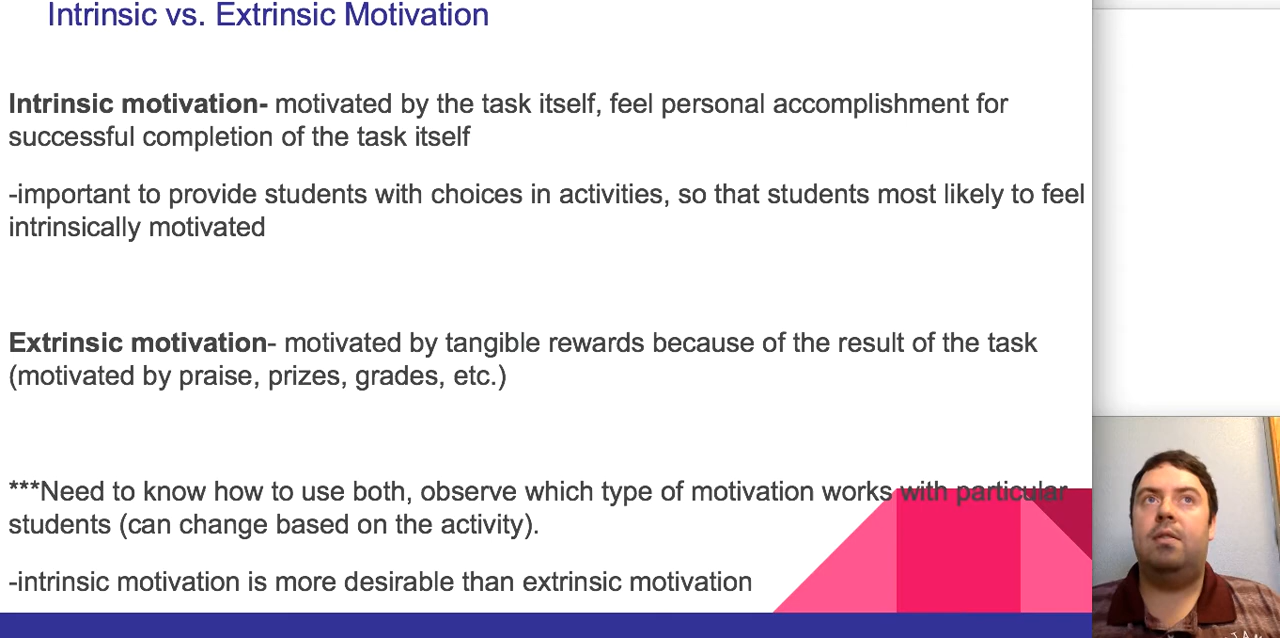 Intrinsic vs. Extrinsic Motivation
Intrinsic motivation- motivated by the task itself, feel personal accomplishment for
successful completion of the task itself
-important to provide students with choices in activities, so that students most likely to feel
intrinsically motivated
Extrinsic motivation- motivated by tangible rewards because of the result of the task
(motivated by praise, prizes, grades, etc.)
***Need to know how to use both, observe which type of motivation works with particular
students (can change based on the activity).
-intrinsic motivation is more desirable than extrinsic motivation